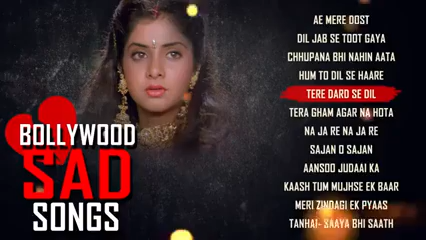 BOLLYWOOD
SAD
SONGS
AE MERE DOST
DIL JAB SE TOOT GAYA
CHHUPANA BHI NAHIN AATA
HUM TO DIL SE HAARE
TERE DARD SE DIL
TERA GHAM AGAR NA HOTA
NA JA RE NA JA RE
SAJAN O SAJAN
AANSOO JUDAAI KA
KAASH TUM MUJHSE EK BAAR
MERI ZINDAGI EK PYAAS
TANHAI- SAAYA BHI SAATH